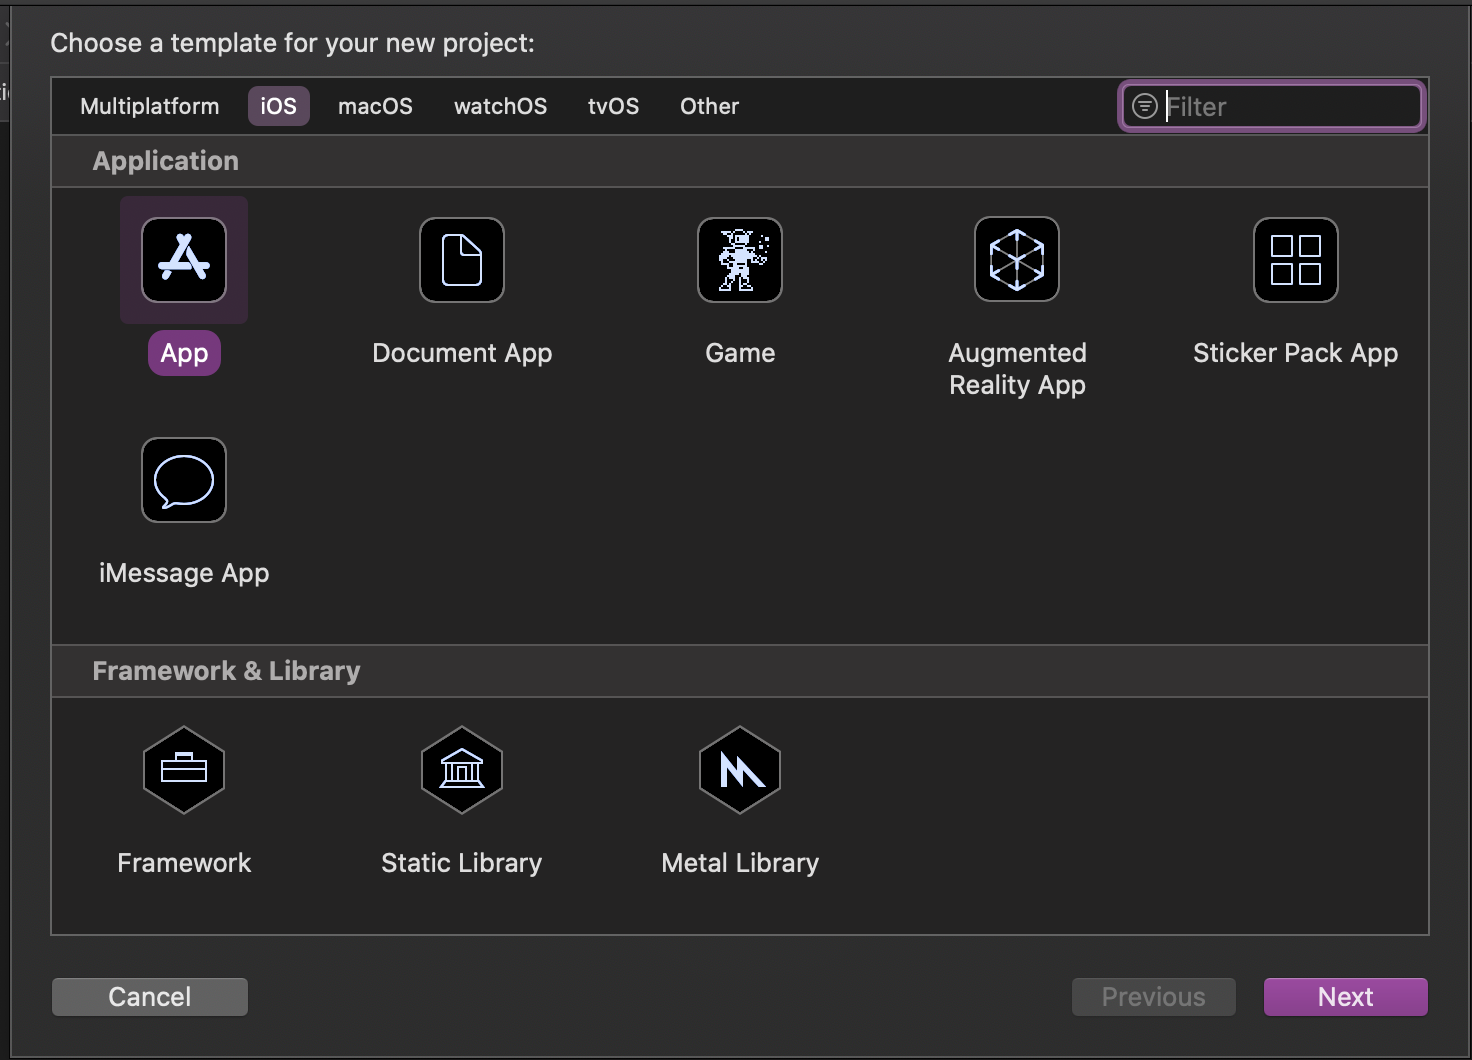 Choose a template for your new project:
Multiplatform iOS macOS watchOS tvOS Other Filter
Application
App Document App Game Augmented Reality App Sticker Pack App
iMessage App
Framework & Library
Framework Static Library Metal Library
Cancel Previous Next